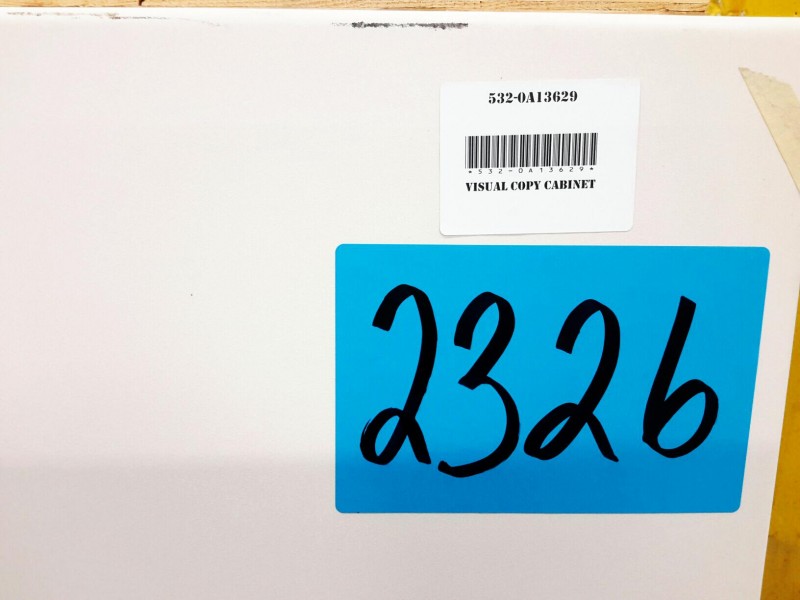 532-0A13629
*532-0A13629*
VISUAL COPY CABINET
2326